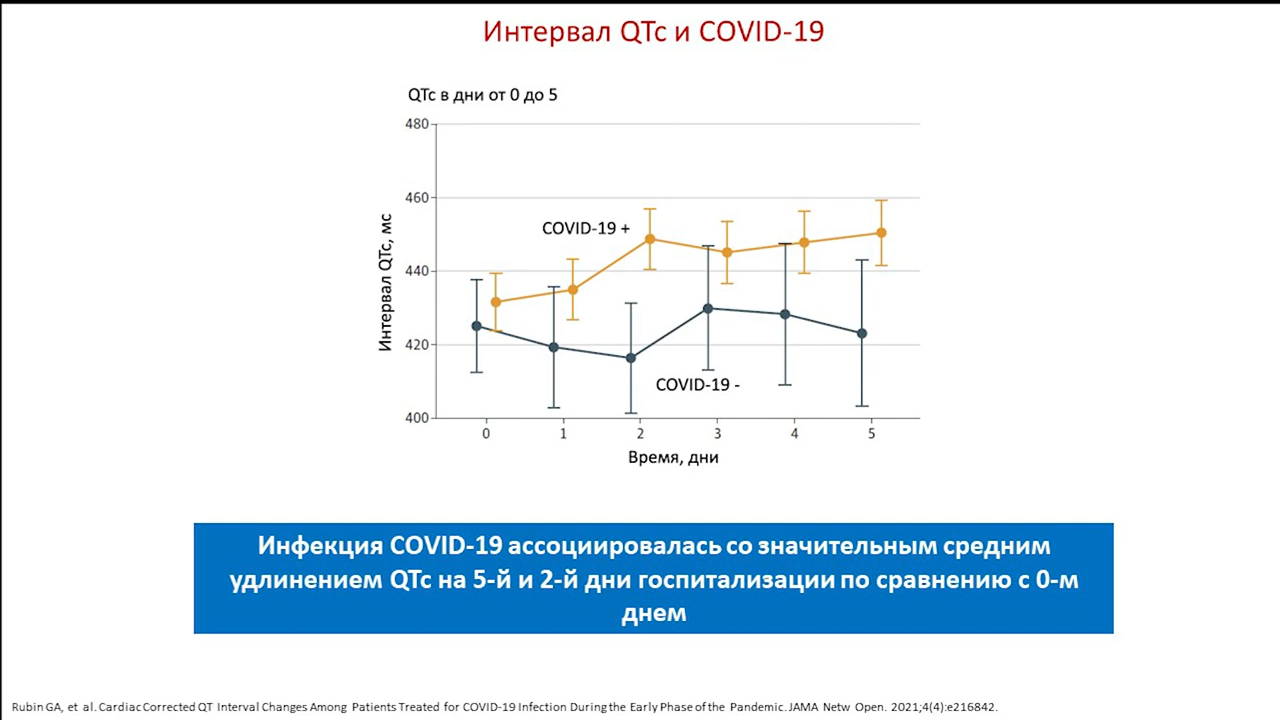 Интервал QTc и COVID-19
QTc в дни от 0 до 5
480
460
440
420
400
Интервал QTc, мс
COVID-19 +
COVID-19 -
0 1 2 3 4 5
Время, дни
Инфекция COVID-19 ассоциировалась со значительным средним
удлинением QTc на 5-й и 2-й дни госпитализации по сравнению с 0-м
днем
Rubin GA, et al. Cardiac Corrected QT Interval Changes Among Patients Treated for COVID-19 Infection During the Early Phase of the Pandemic. JAMA Netw Open. 2021;4(4):e216842.